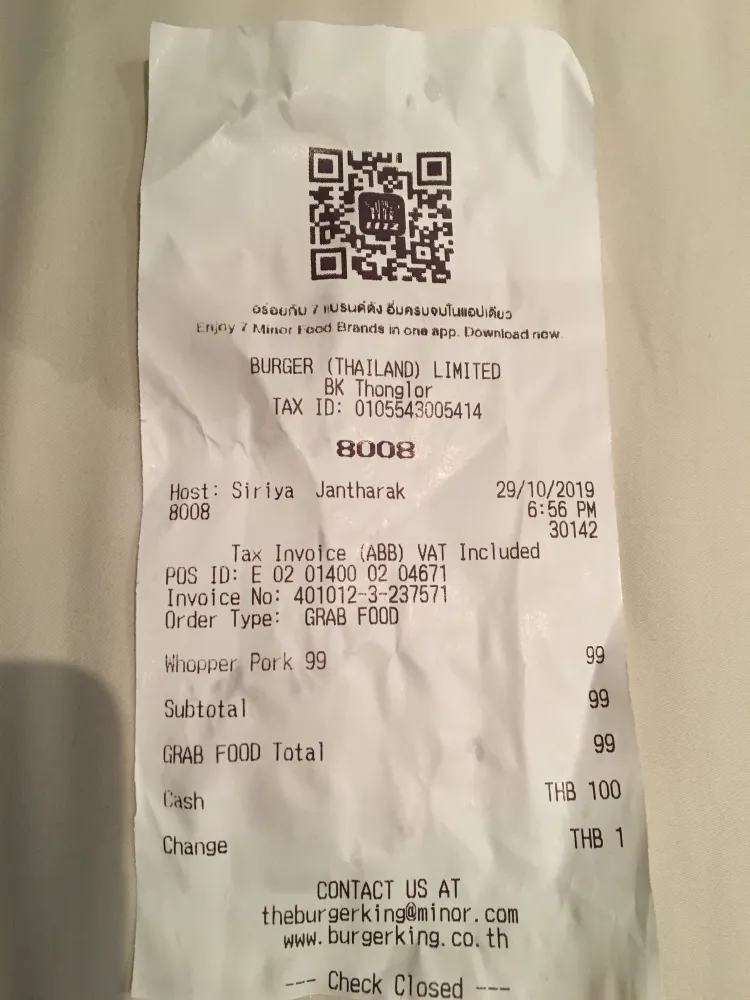 อร่อยกับ 7 แบรนด์ดัง อิ่มครบจบในแอปเดียว
Enjoy 7 Minor Food Brands in one app. Download now.
BURGER (THAILAND) LIMITED
BK Thonglor
TAX ID: 0105543005414
8008
Host: Siriya Jantharak 29/10/2019
8008 6:56 PM
30142
Tax Invoice (ABB) VAT Included
POS ID: E 02 01400 02 04671
Invoice No: 401012-3-237571
Order Type: GRAB FOOD
Whopper Pork 99 99
Subtotal 99
GRAB FOOD Total 99
Cash THB 100
Change THB 1
CONTACT US AT
theburgerking@minor.com
www.burgerking.co.th
--- Check Closed ---